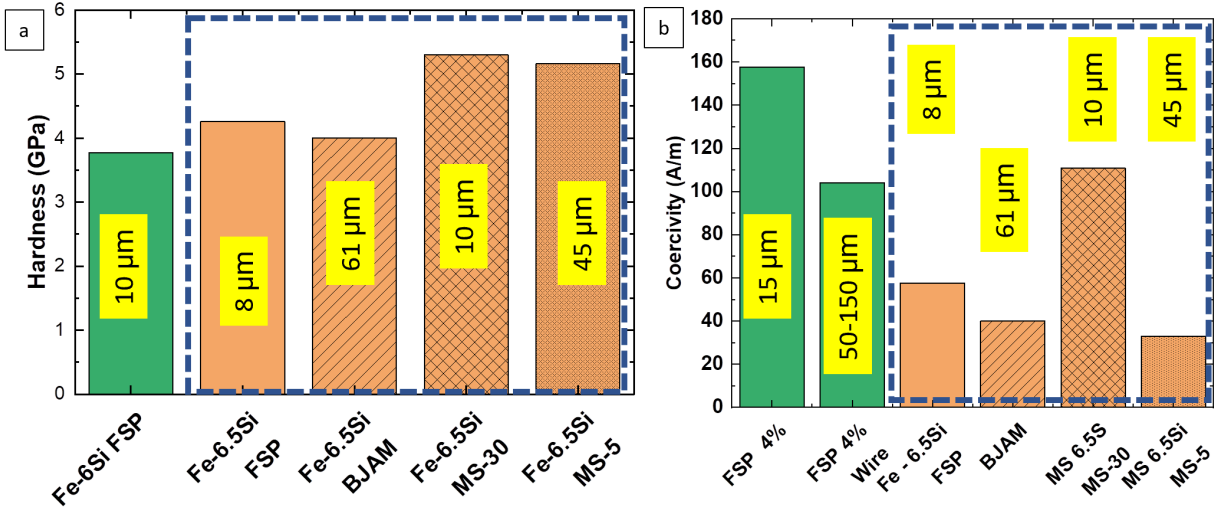 a
Hardness (GPa)
6
5
4
3
2
1
0
10 µm
8 µm
61 µm
10 µm
45 µm
Fe-6Si FSP
Fe-6.5Si
FSP
Fe-6.5Si
BJAM
Fe-6.5Si
MS-30
Fe-6.5Si
MS-5
b
Coercivity (A/m)
180
160
140
120
100
80
60
40
20
0
15 µm
50-150 µm
8 µm
61 µm
10 µm
45 µm
FSP 4%
FSP 4%
Wire
Fe - 6.5Si
FSP
BJAM
MS 6.5S
MS-30
MS 6.5Si
MS-5